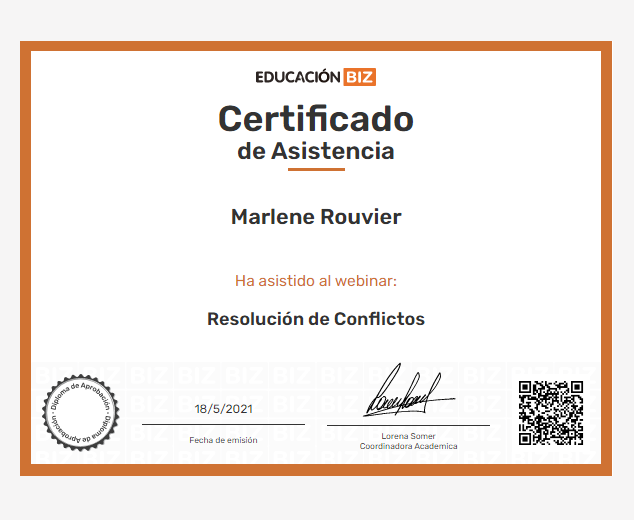 EDUCACIÓN BIZ
Certificado
de Asistencia
Marlene Rouvier
Ha asistido al webinar:
Resolución de Conflictos
· Diploma de Aprobación · Diploma de Aprobación
18/5/2021
Fecha de emisión
Lorena Somer
Coordinadora Academica